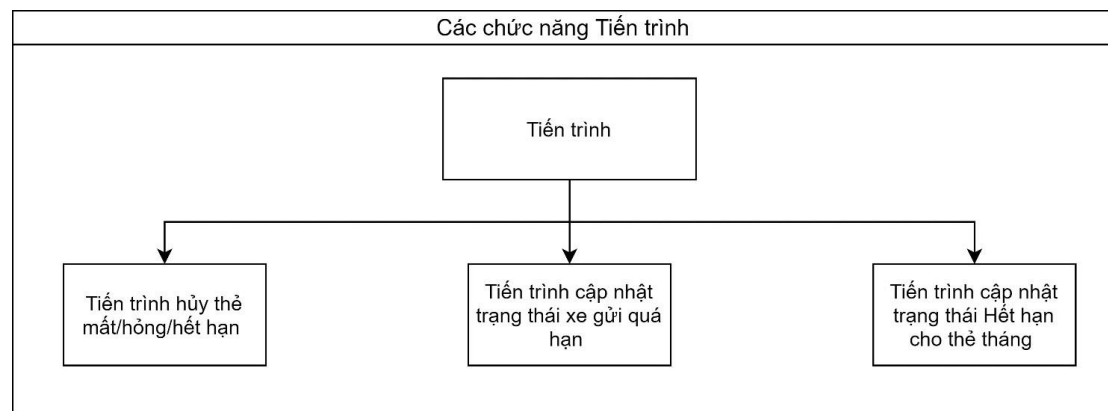 Các chức năng Tiến trình
Tiến trình
Tiến trình hủy thẻ
mất/hỏng/hết hạn
Tiến trình cập nhật
trạng thái xe gửi quá
hạn
Tiến trình cập nhật
trạng thái Hết hạn
cho thẻ tháng